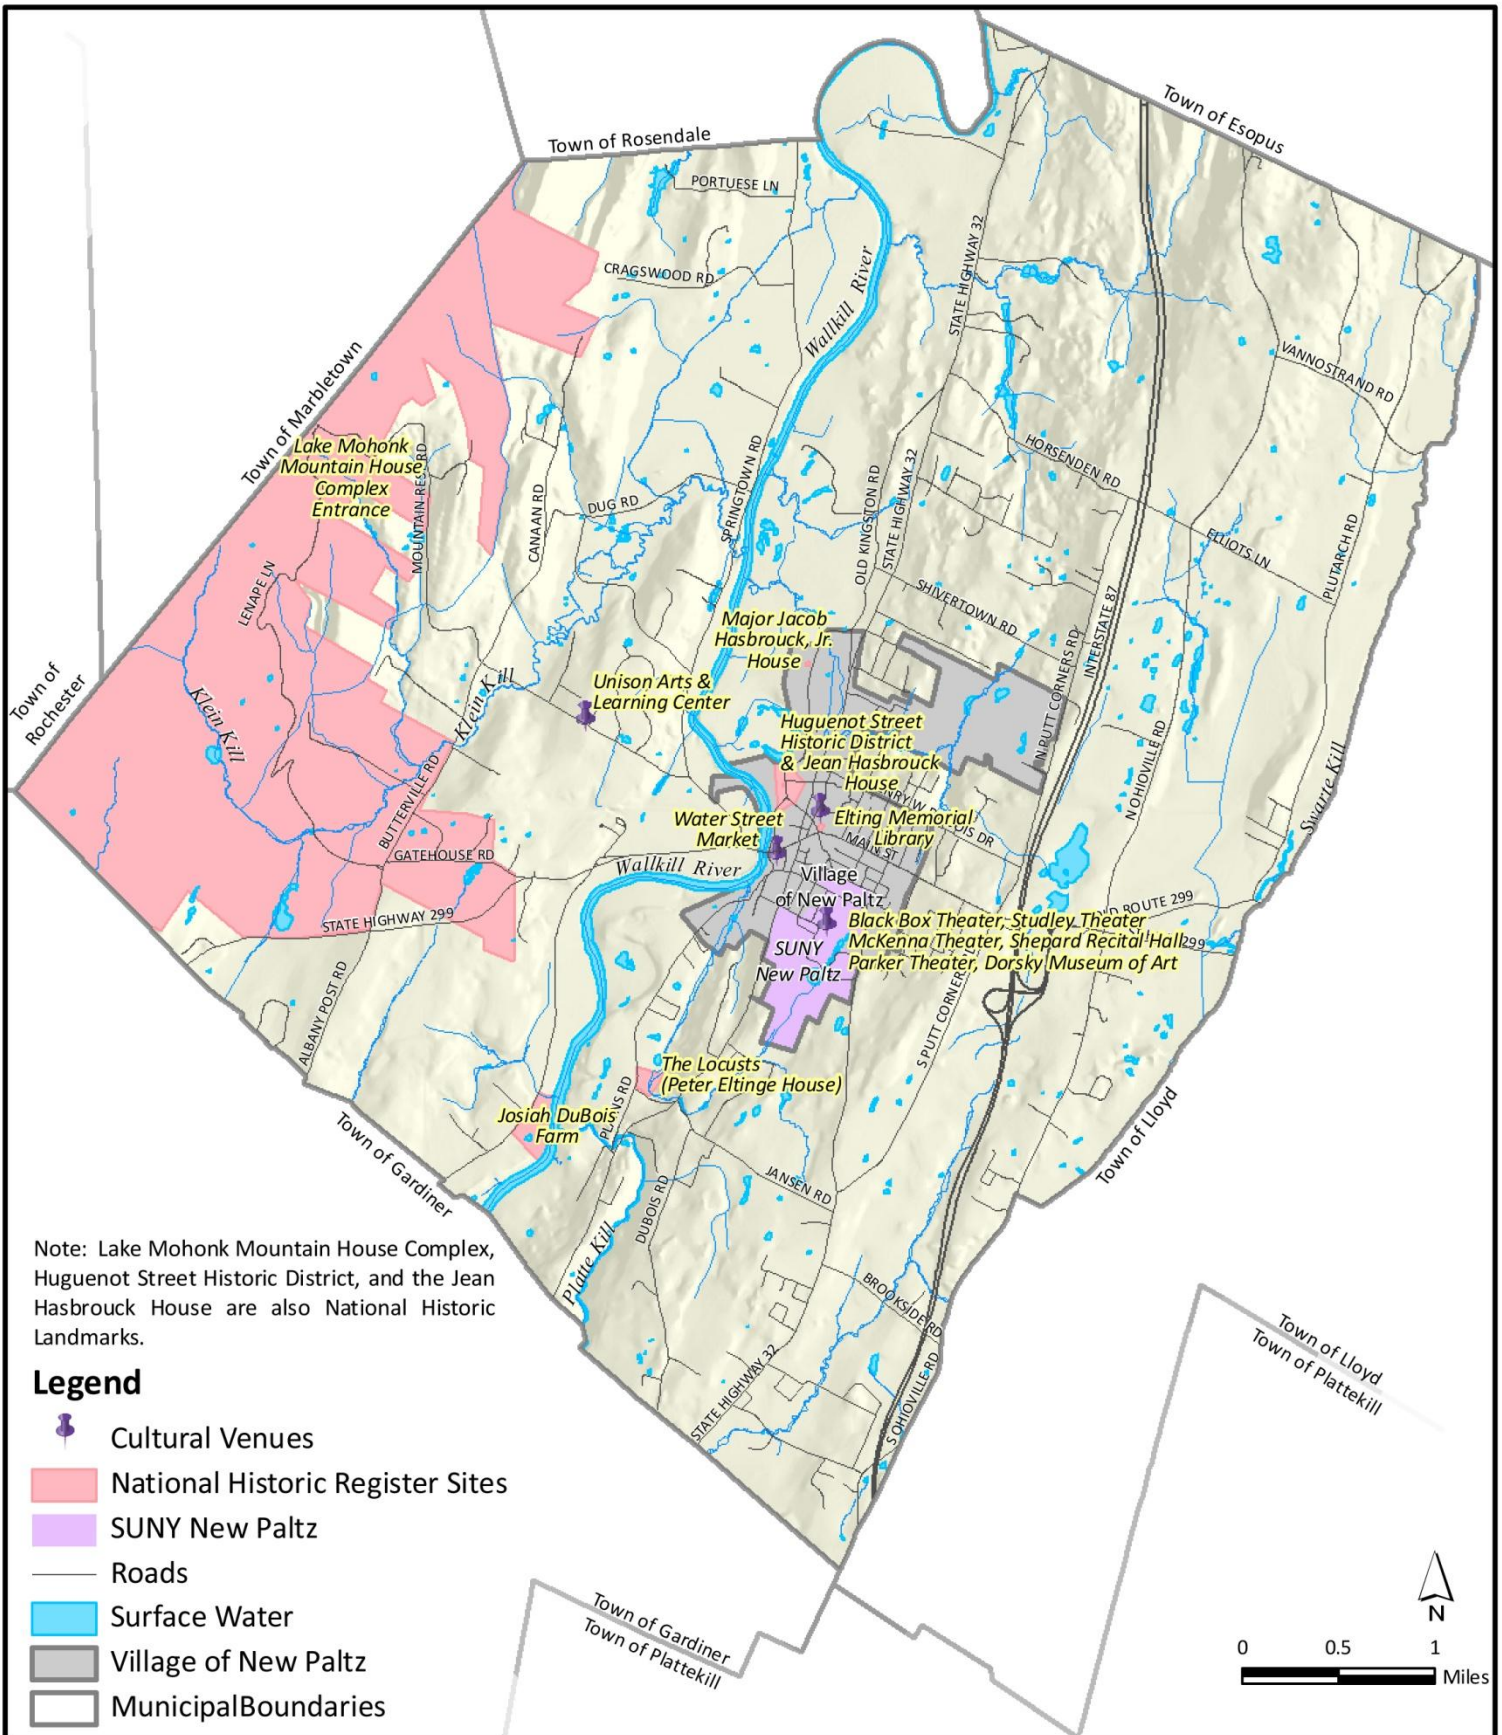 Town of Esopus
Town of Rosendale
PORTUESE LN
CRAGSWOOD RD
Wallkill River
STATE HIGHWAY 32
VANNOSTRAND RD
Town of Marbletown
Lake Mohonk
Mountain House
Complex
Entrance
MOUNTAIN REST RD
CANAAN RD
DUG RD
SPRINGTOWN RD
OLD KINGSTON RD
STATE HIGHWAY 32
HORSENDEN RD
ELLIOTS LN
PLUTARCH RD
LENAPE LN
SHIVERTOWN RD
INTERSTATE 87
N PUTT CORNERS RD
Major Jacob
Hasbrouck, Jr.
House
Town of
Rochester
Klein Kill
Klein Kill
Unison Arts &
Learning Center
Huguenot Street
Historic District
& Jean Hasbrouck
House
N OHIOVILLE RD
Swarte Kill
BUTTERVILLE RD
GATEHOUSE RD
Water Street
Market
Elting Memorial
Library
MAIN ST
Wallkill River
Village
of New Paltz
STATE HIGHWAY 299
SUNY
New Paltz
Black Box Theater, Studley Theater
McKenna Theater, Shepard Recital Hall
Parker Theater, Dorsky Museum of Art
ROUTE 299
299
ALBANY POST RD
S PUTT CORNERS
The Locusts
(Peter Eltinge House)
Josiah DuBois
Farm
PLAINS RD
Town of Gardiner
Town of Lloyd
JANSEN RD
DUBOIS RD
Platte Kill
BROOKSIDE RD
STATE HIGHWAY 32
S OHIOVILLE RD
Town of Lloyd
Town of Plattekill
Note: Lake Mohonk Mountain House Complex,
Huguenot Street Historic District, and the Jean
Hasbrouck House are also National Historic
Landmarks.
Legend
Cultural Venues
National Historic Register Sites
SUNY New Paltz
Roads
Surface Water
Village of New Paltz
MunicipalBoundaries
Town of Gardiner
Town of Plattekill
N
0 0.5 1
Miles